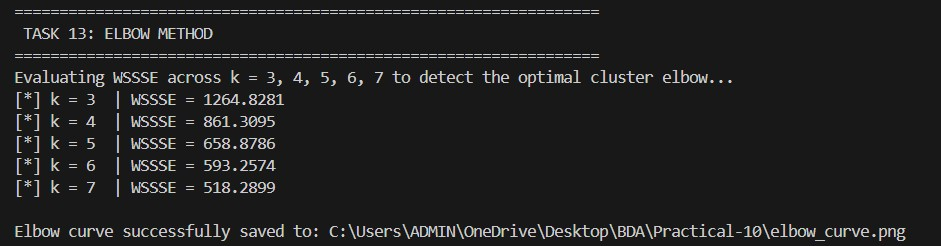 =================================================================
 TASK 13: ELBOW METHOD
=================================================================
Evaluating WSSSE across k = 3, 4, 5, 6, 7 to detect the optimal cluster elbow...
[*] k = 3  | WSSSE = 1264.8281
[*] k = 4  | WSSSE = 861.3095
[*] k = 5  | WSSSE = 658.8786
[*] k = 6  | WSSSE = 593.2574
[*] k = 7  | WSSSE = 518.2899

Elbow curve successfully saved to: C:\Users\ADMIN\OneDrive\Desktop\BDA\Practical-10\elbow_curve.png